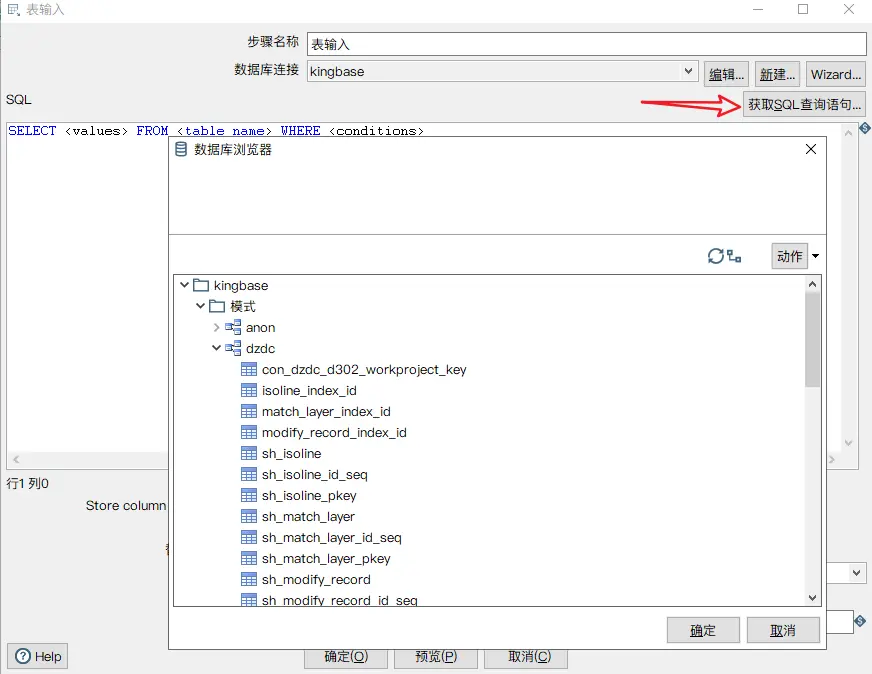 表输入
步骤名称 表输入
数据库连接 kingbase 编辑... 新建... Wizard...
SQL 获取SQL查询语句...
SELECT <values> FROM <table name> WHERE <conditions>
数据库浏览器
动作
kingbase
模式
anon
dzdc
con_dzdc_d302_workproject_key
isoline_index_id
match_layer_index_id
modify_record_index_id
sh_isoline
sh_isoline_id_seq
sh_isoline_pkey
sh_match_layer
sh_match_layer_id_seq
sh_match_layer_pkey
sh_modify_record
sh_modify_record_id_seq
行1 列0
Store column
确定 取消
Help 确定(O) 预览(P) 取消(C)